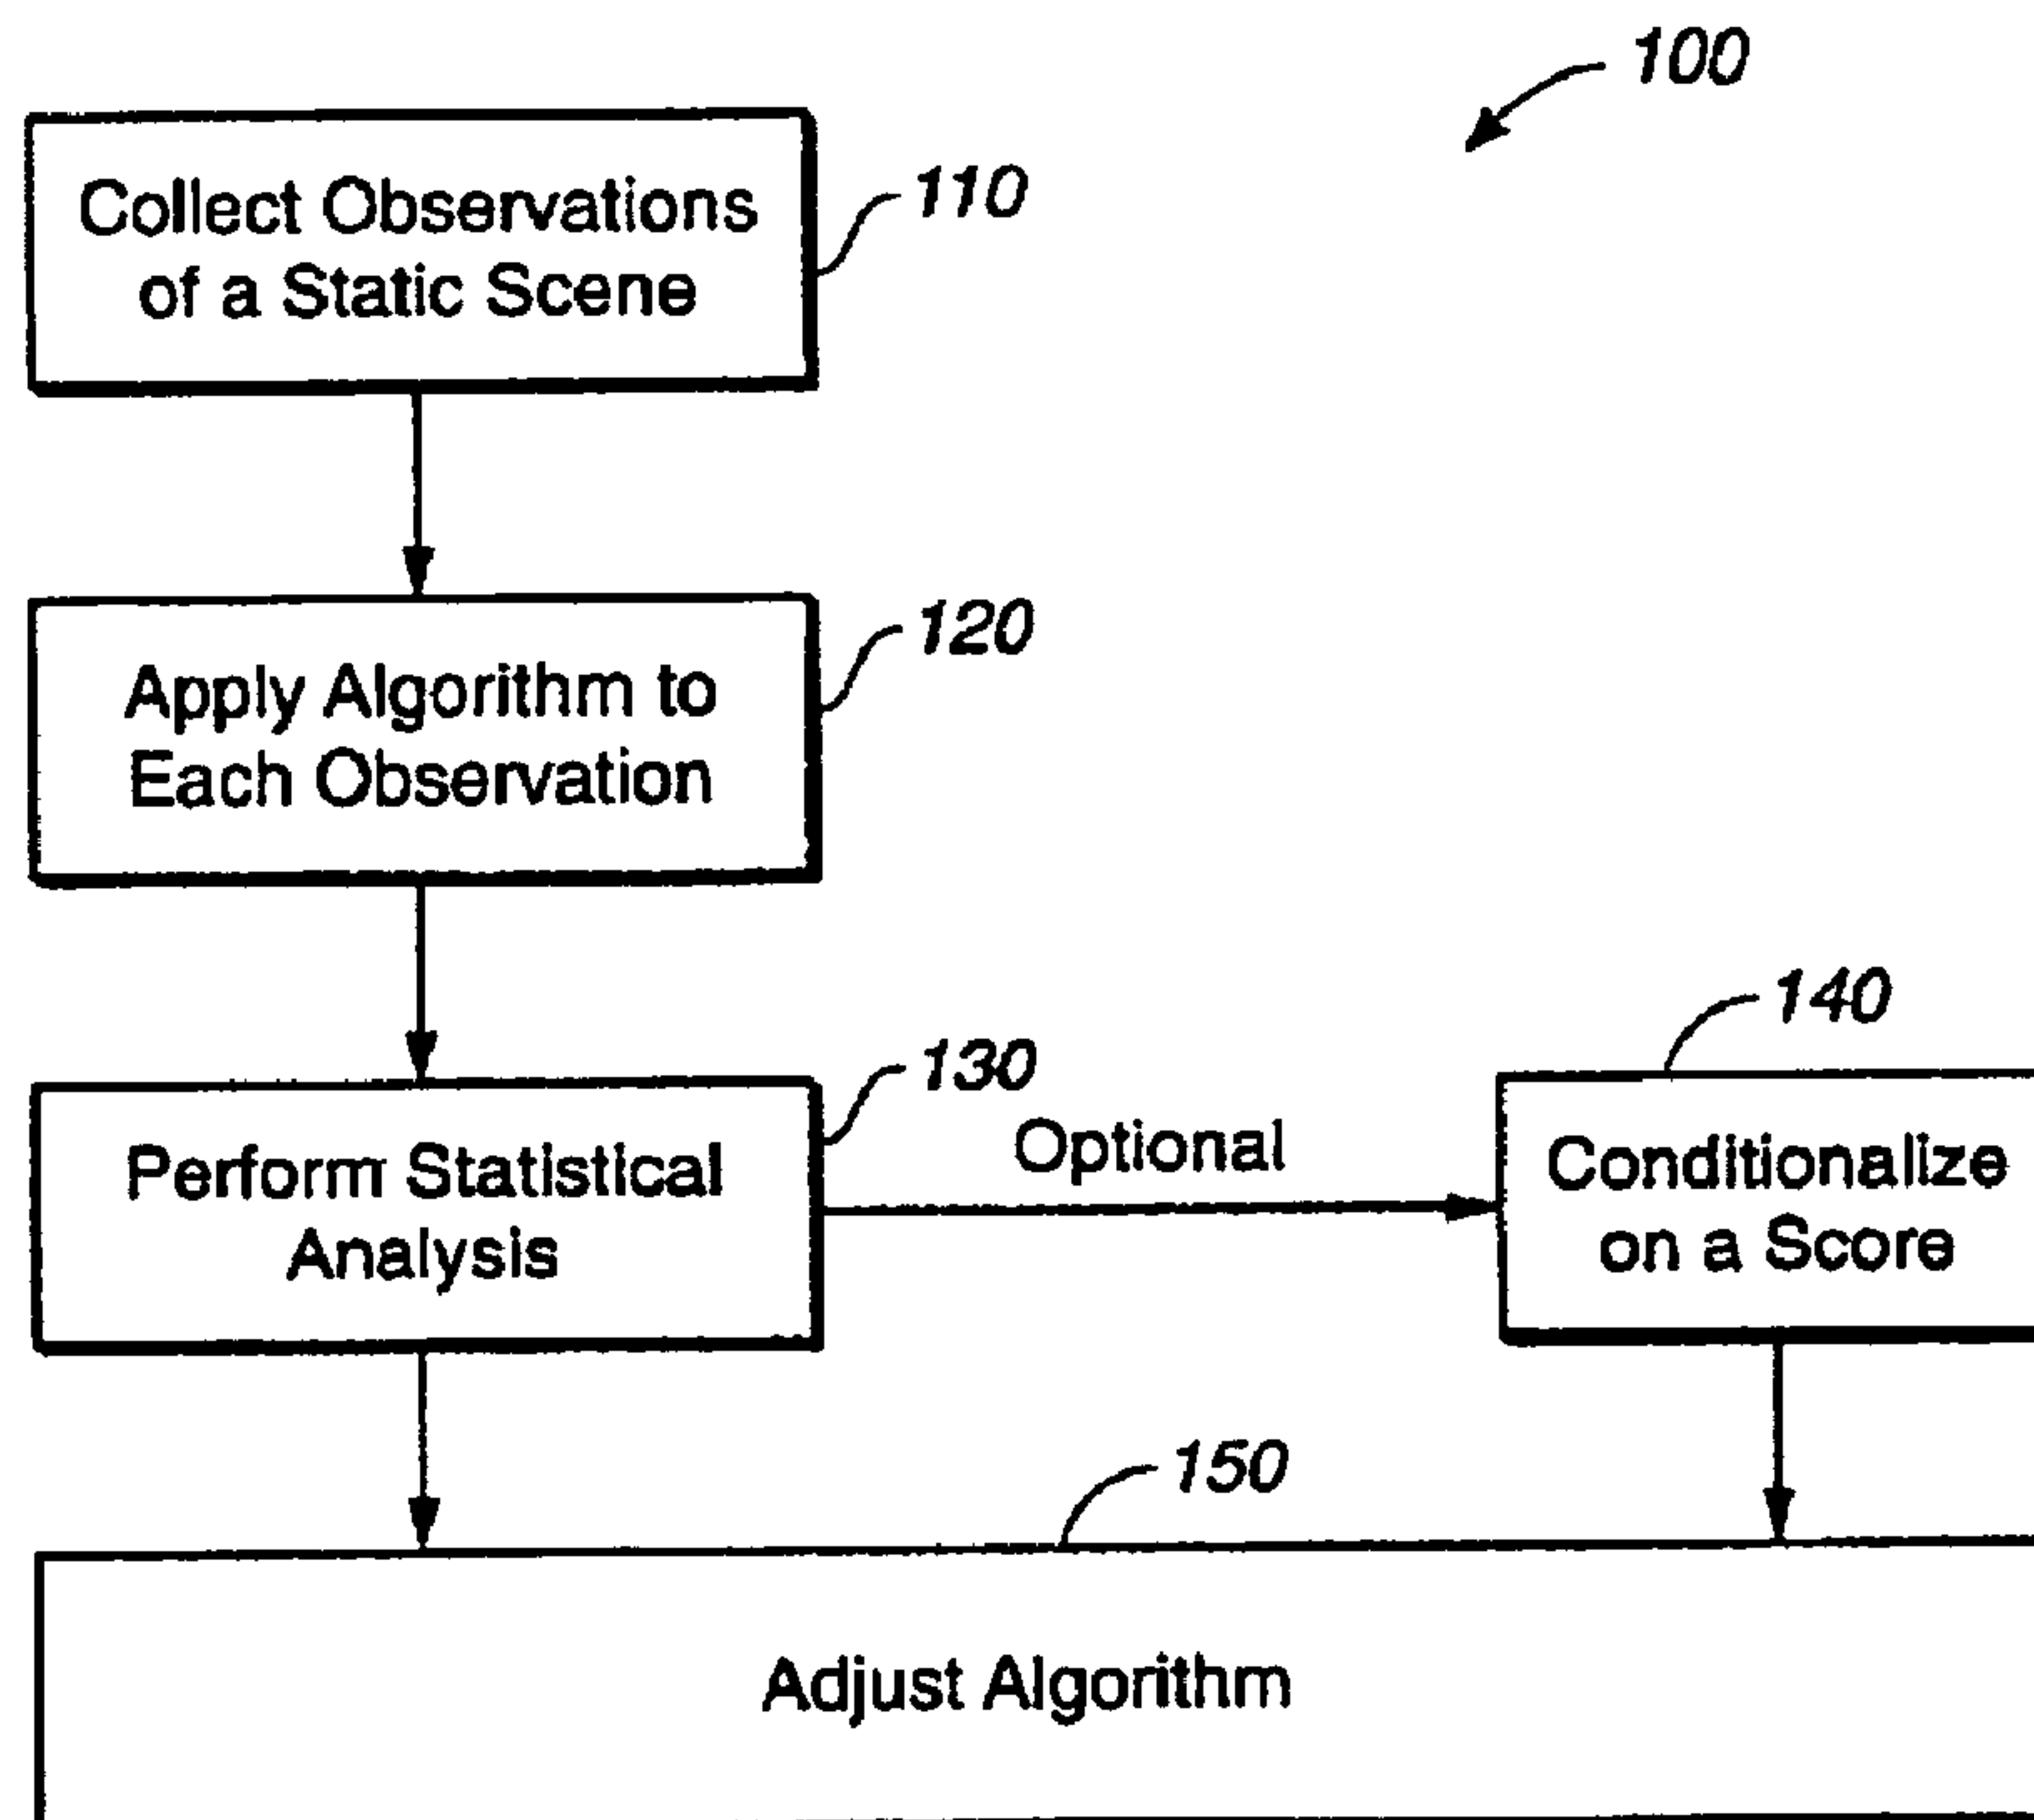 100
Collect Observations
of a Static Scene
110
Apply Algorithm to
Each Observation
120
Perform Statistical
Analysis
130
Optional
140
Conditionalize
on a Score
150
Adjust Algorithm